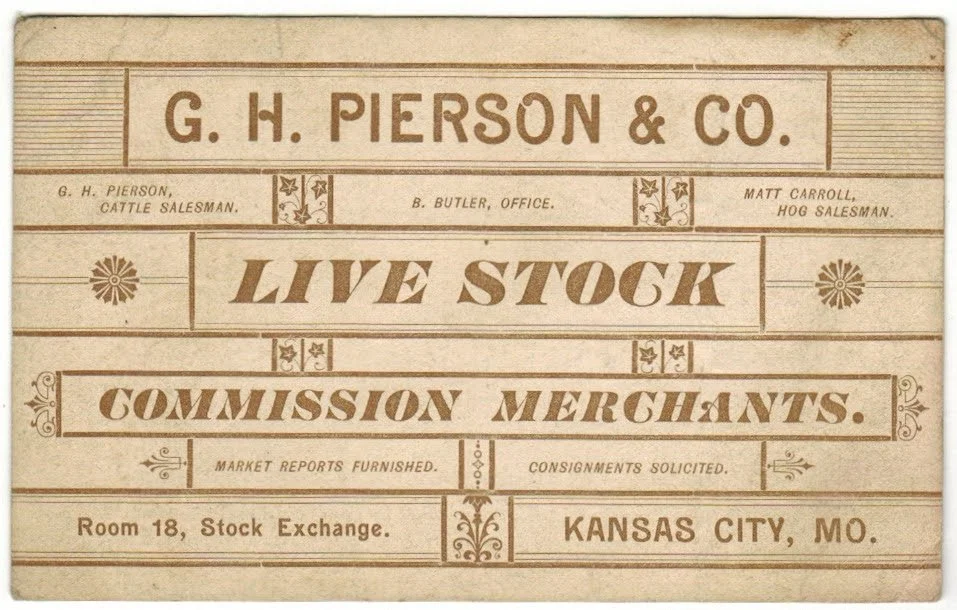 G. H. PIERSON & CO.
G. H. PIERSON,
CATTLE SALESMAN.
B. BUTLER, OFFICE.
MATT CARROLL,
HOG SALESMAN.
LIVE STOCK
COMMISSION MERCHANTS.
MARKET REPORTS FURNISHED.
CONSIGNMENTS SOLICITED.
Room 18, Stock Exchange.
KANSAS CITY, MO.